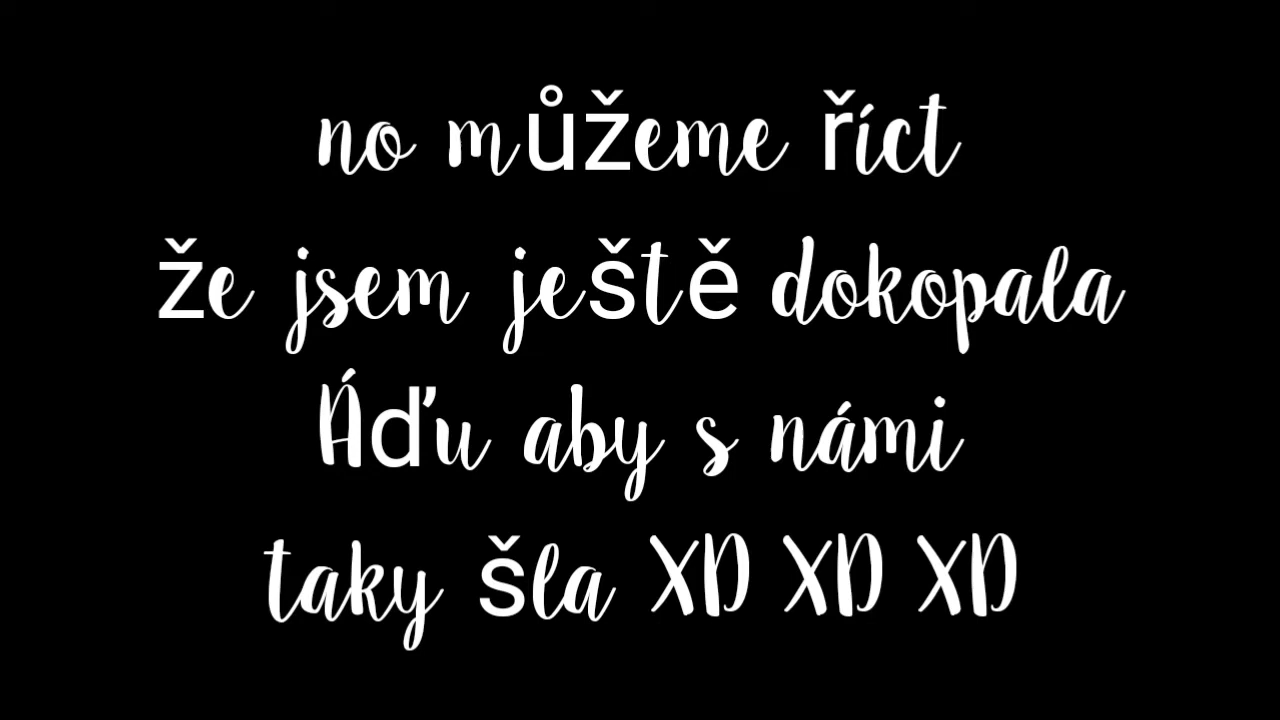 no můžeme říct
že jsem ještě dokopala
Áďu aby s námi
taky šla XD XD XD